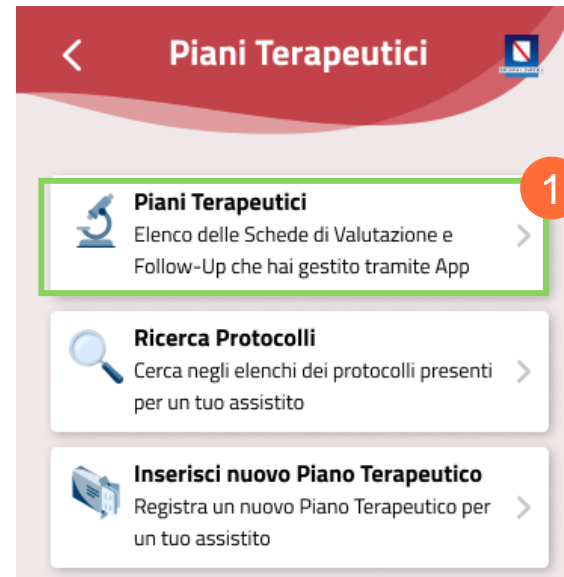 Piani Terapeutici
1
Piani Terapeutici
Elenco delle Schede di Valutazione e
Follow-Up che hai gestito tramite App
Ricerca Protocolli
Cerca negli elenchi dei protocolli presenti
per un tuo assistito
Inserisci nuovo Piano Terapeutico
Registra un nuovo Piano Terapeutico per
un tuo assistito